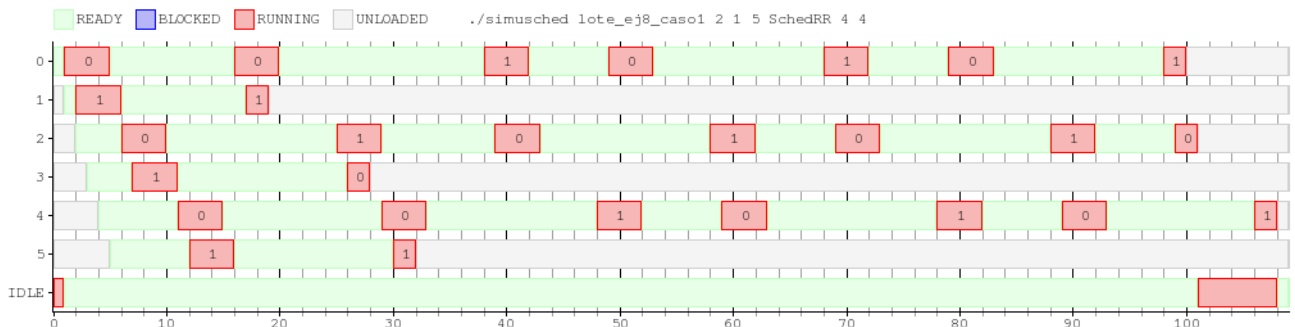 READY BLOCKED RUNNING UNLOADED ./simusched lote_ej8_caso1 2 1 5 SchedRR 4 4
0 0 0 1 0 1 0 1
1 1 1
2 0 1 0 1 0 1 0
3 1 0
4 0 0 1 0 1 0 1
5 1 1
IDLE
0 10 20 30 40 50 60 70 80 90 100